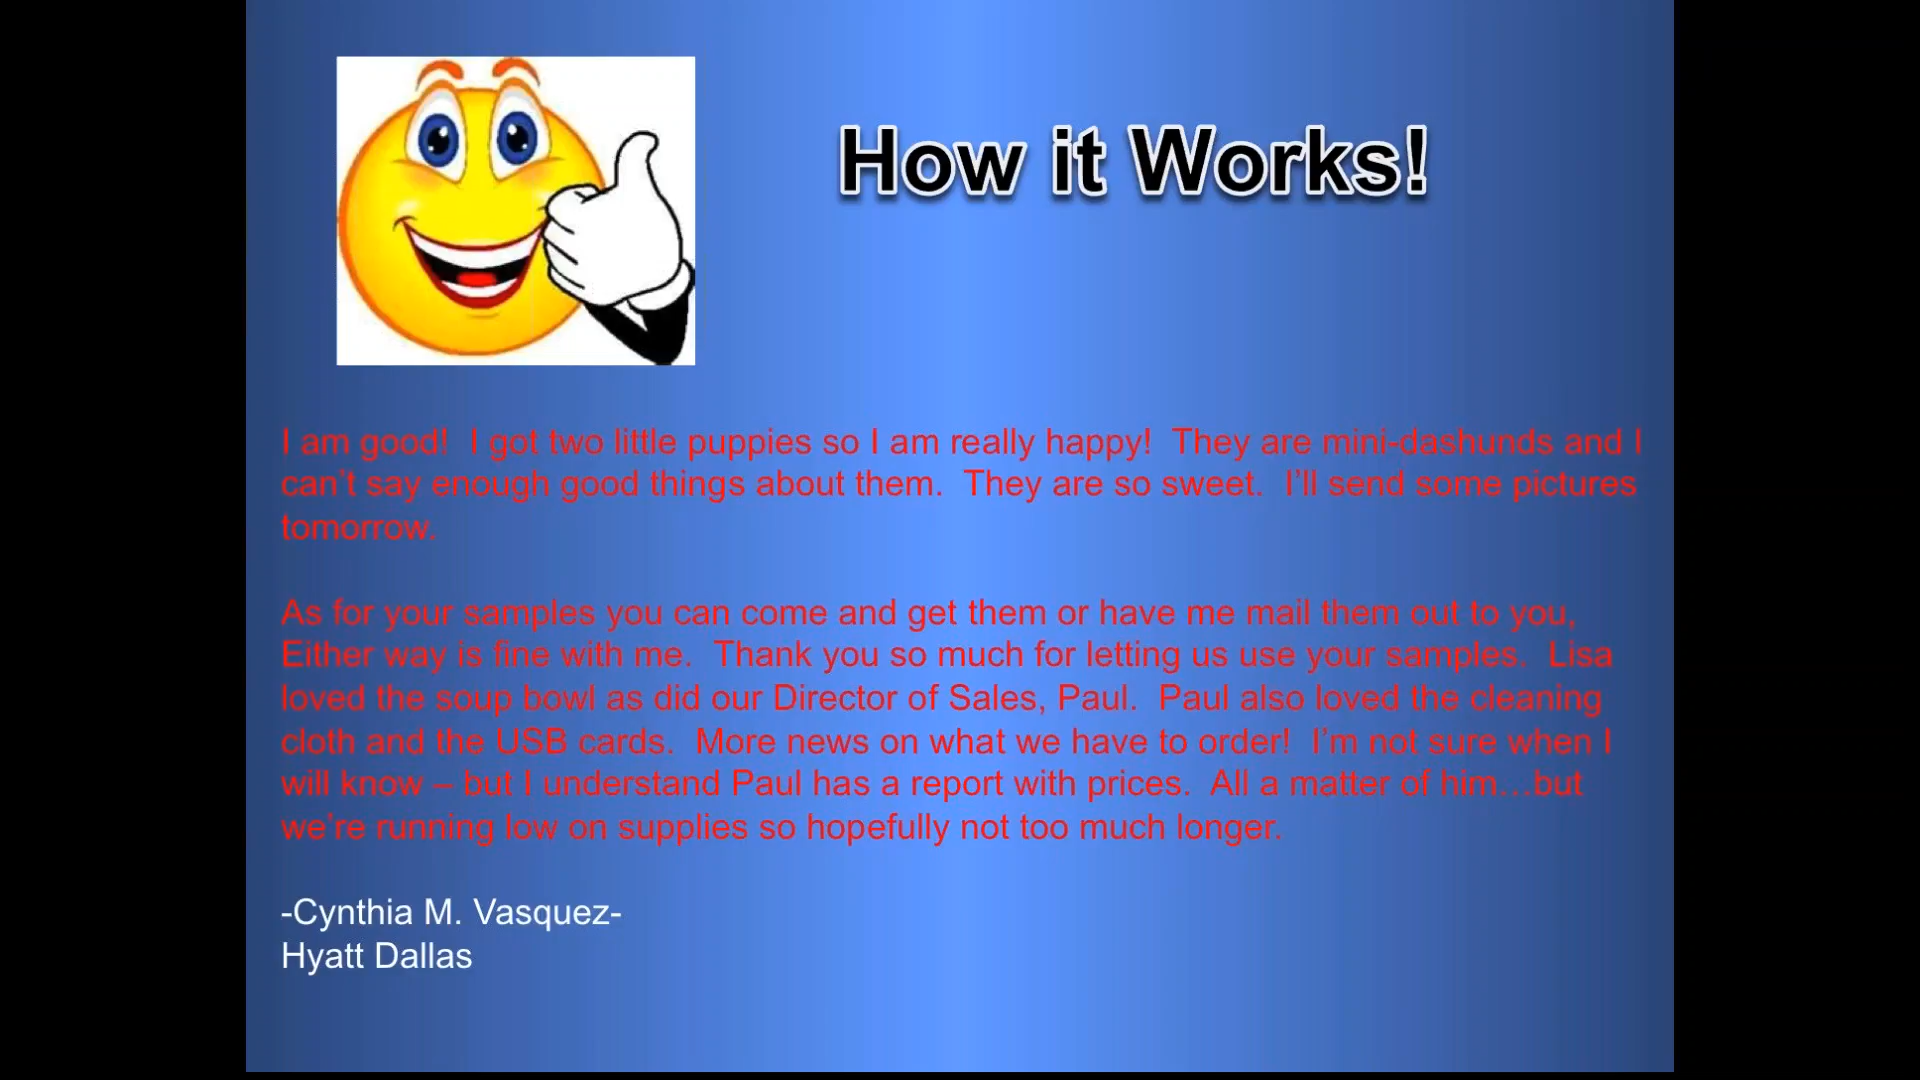 How it Works!
I am good!  I got two little puppies so I am really happy!  They are mini-dashunds and I
can’t say enough good things about them.  They are so sweet.  I’ll send some pictures
tomorrow.
As for your samples you can come and get them or have me mail them out to you,
Either way is fine with me.  Thank you so much for letting us use your samples.  Lisa
loved the soup bowl as did our Director of Sales, Paul.  Paul also loved the cleaning
cloth and the USB cards.  More news on what we have to order!  I’m not sure when I
will know – but I understand Paul has a report with prices.  All a matter of him…but
we’re running low on supplies so hopefully not too much longer.
-Cynthia M. Vasquez-
Hyatt Dallas